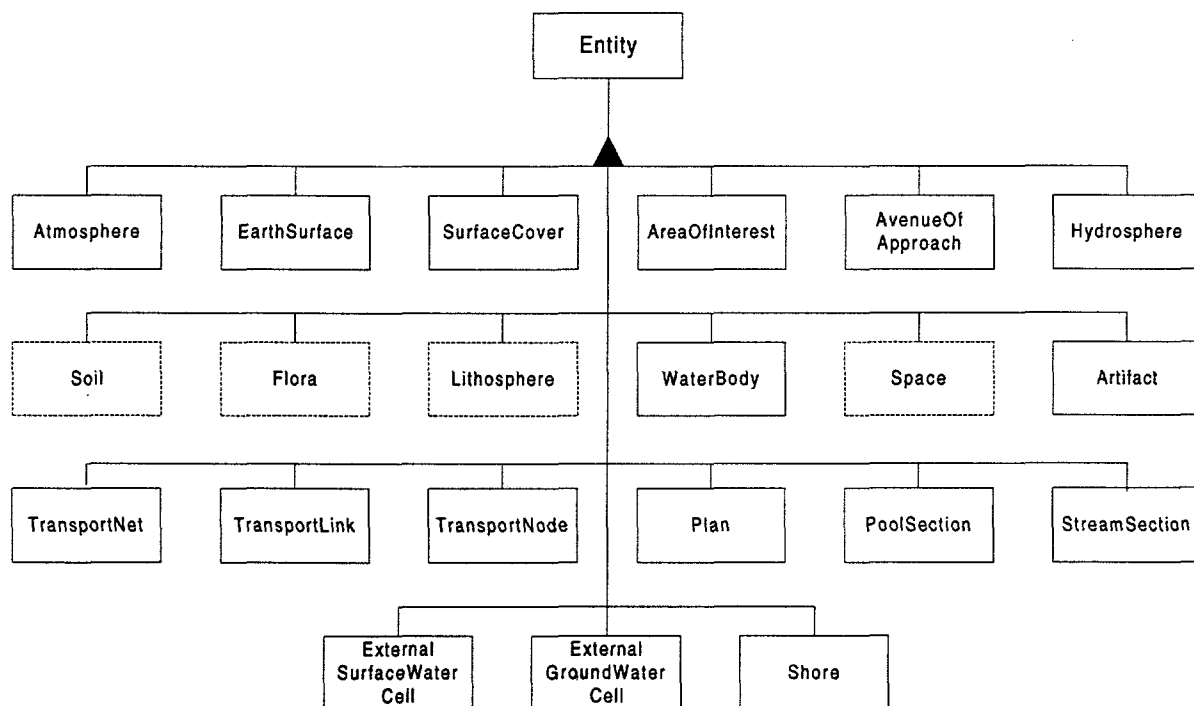 Entity
Atmosphere
EarthSurface
SurfaceCover
AreaOfInterest
AvenueOf
Approach
Hydrosphere
Soil
Flora
Lithosphere
WaterBody
Space
Artifact
TransportNet
TransportLink
TransportNode
Plan
PoolSection
StreamSection
External
SurfaceWater
Cell
External
GroundWater
Cell
Shore